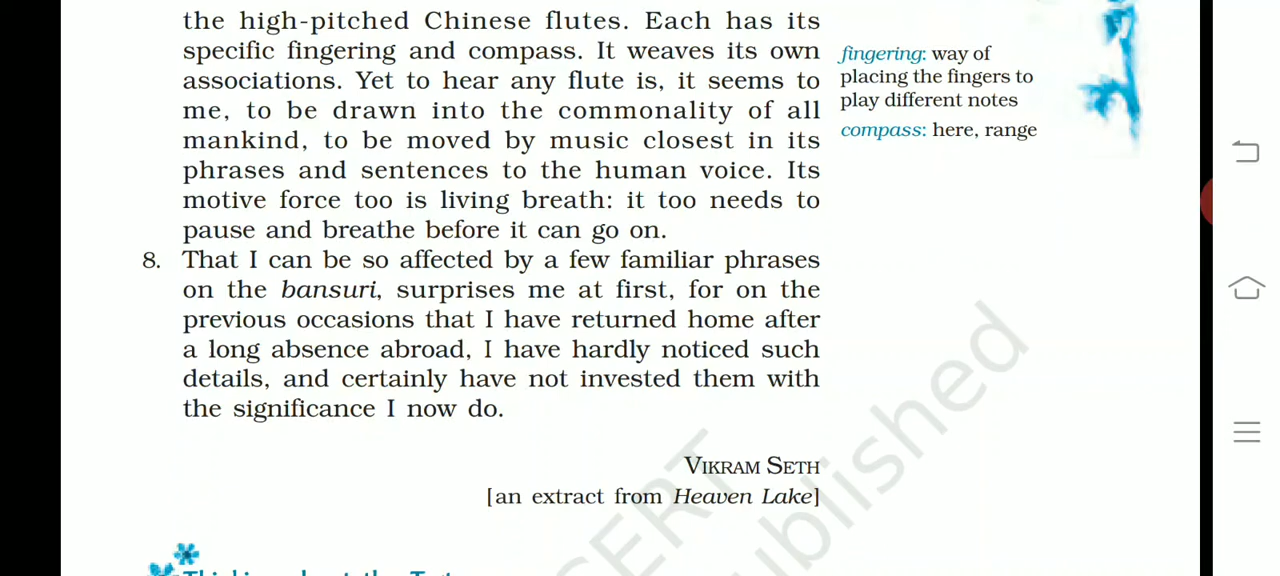 the high-pitched Chinese flutes. Each has its
specific fingering and compass. It weaves its own
associations. Yet to hear any flute is, it seems to
me, to be drawn into the commonality of all
mankind, to be moved by music closest in its
phrases and sentences to the human voice. Its
motive force too is living breath: it too needs to
pause and breathe before it can go on.
8. That I can be so affected by a few familiar phrases
on the bansuri, surprises me at first, for on the
previous occasions that I have returned home after
a long absence abroad, I have hardly noticed such
details, and certainly have not invested them with
the significance I now do.
VIKRAM SETH
[an extract from Heaven Lake]
fingering: way of
placing the fingers to
play different notes
compass: here, range